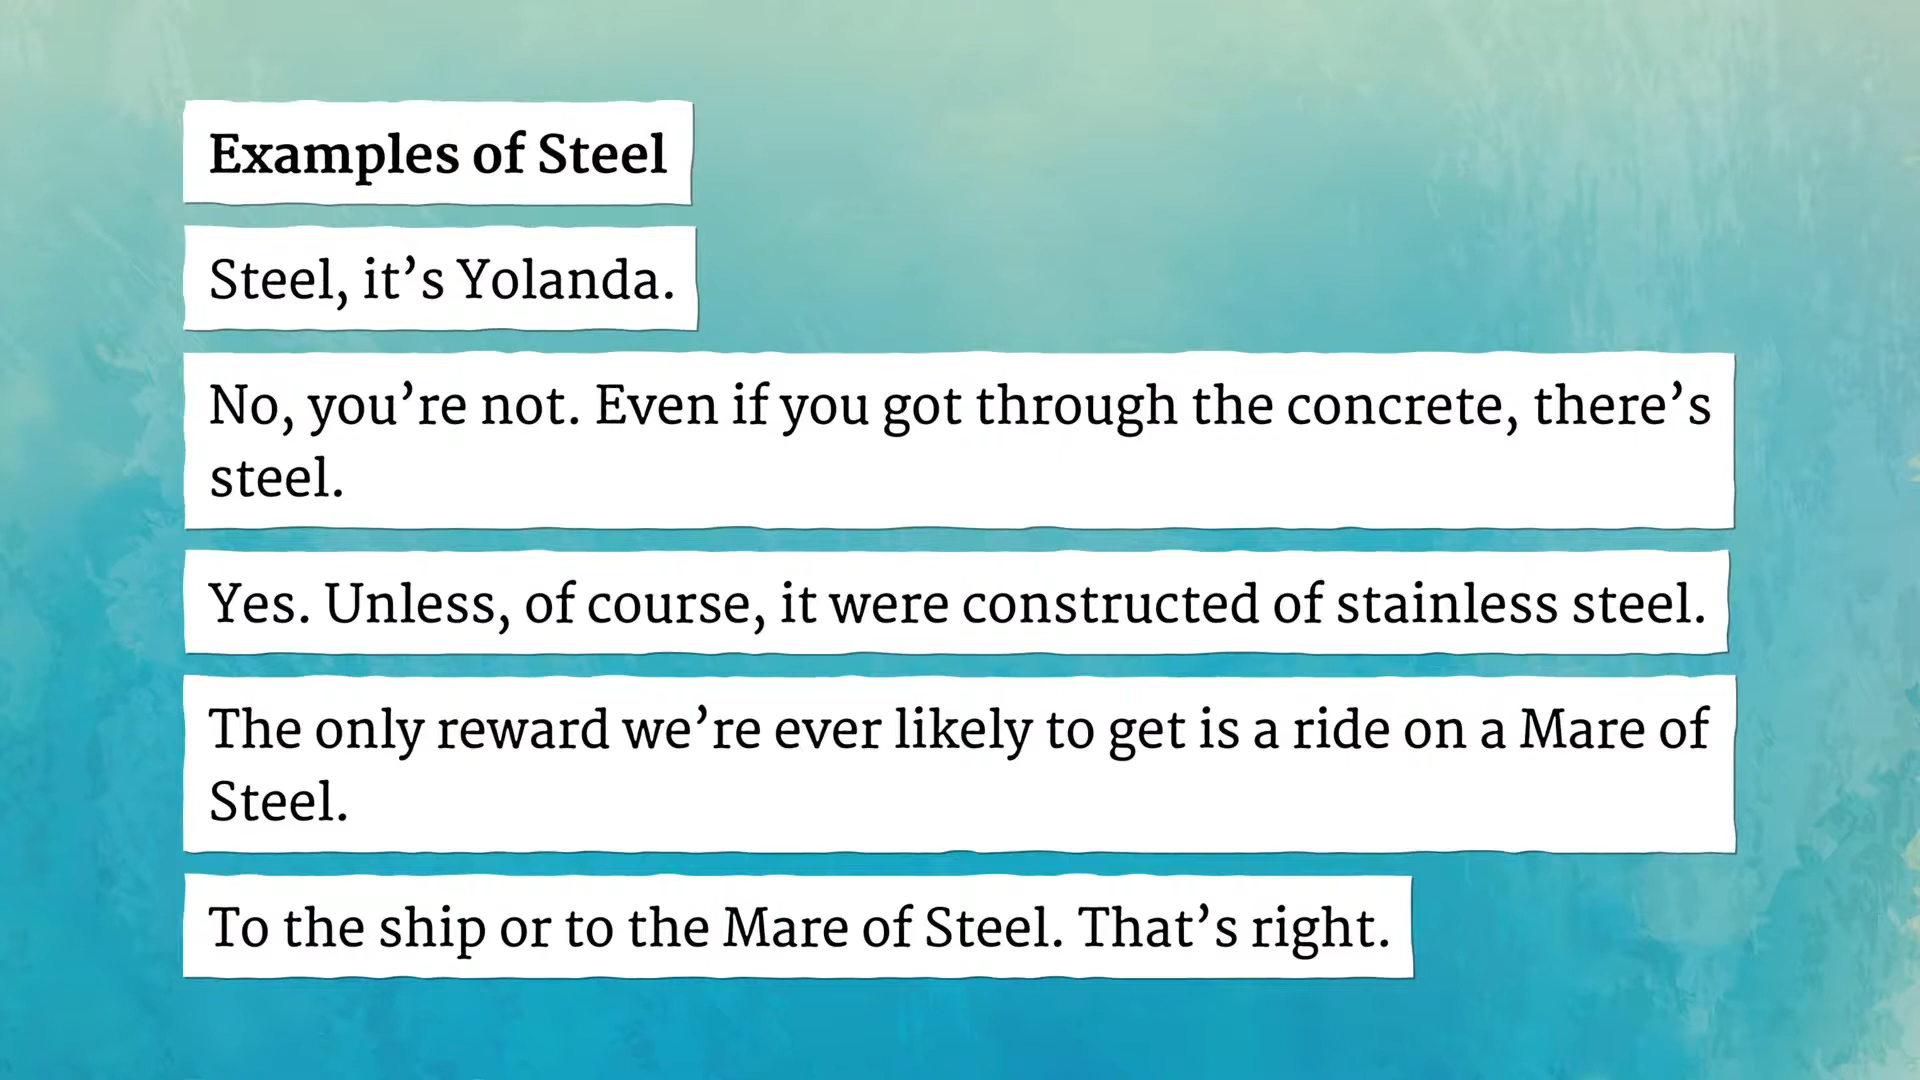 Examples of Steel
Steel, it’s Yolanda.
No, you’re not. Even if you got through the concrete, there’s
steel.
Yes. Unless, of course, it were constructed of stainless steel.
The only reward we’re ever likely to get is a ride on a Mare of
Steel.
To the ship or to the Mare of Steel. That’s right.